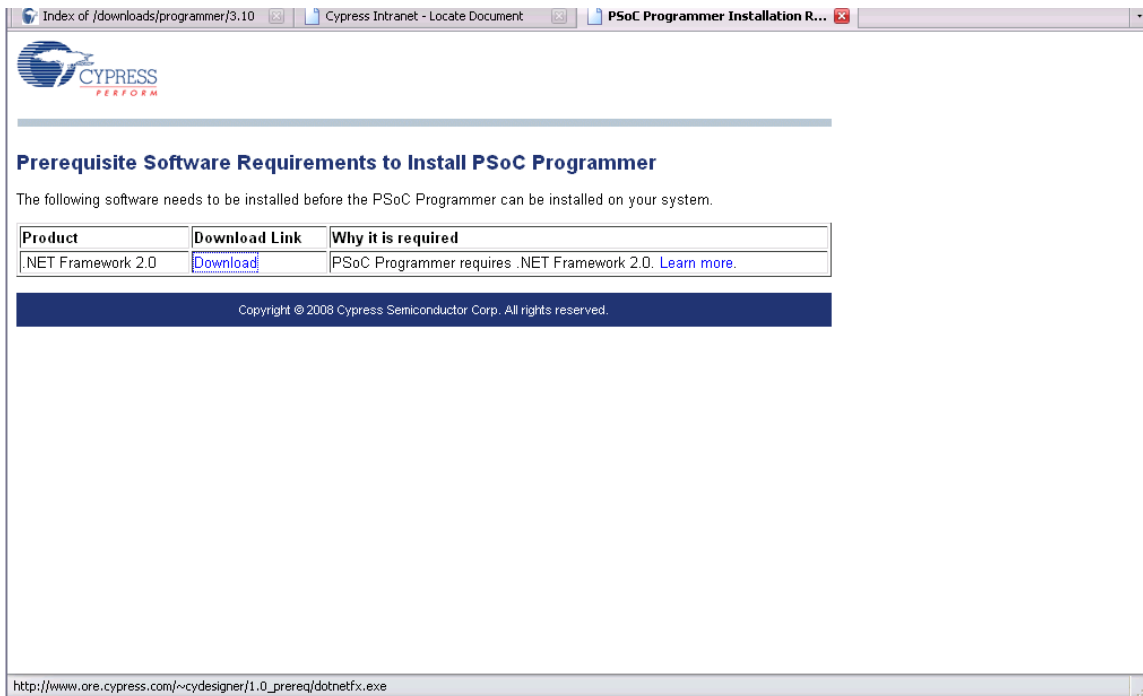 Index of /downloads/programmer/3.10
Cypress Intranet - Locate Document
PSoC Programmer Installation R...
CYPRESS
PERFORM
Prerequisite Software Requirements to Install PSoC Programmer
The following software needs to be installed before the PSoC Programmer can be installed on your system.
Product Download Link Why it is required
.NET Framework 2.0 Download PSoC Programmer requires .NET Framework 2.0. Learn more.
Copyright © 2008 Cypress Semiconductor Corp. All rights reserved.
http://www.ore.cypress.com/~cydesigner/1.0_prereq/dotnetfx.exe